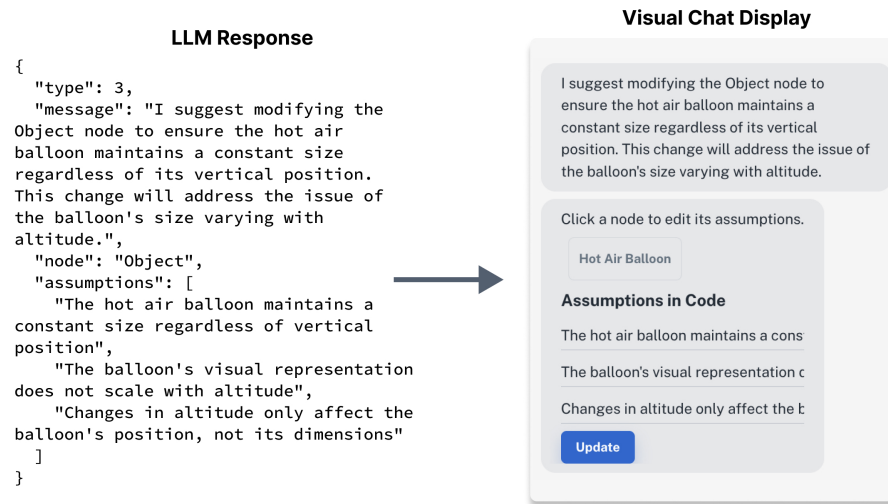 LLM Response
{
  "type": 3,
  "message": "I suggest modifying the
Object node to ensure the hot air
balloon maintains a constant size
regardless of its vertical position.
This change will address the issue of
the balloon's size varying with
altitude.",
  "node": "Object",
  "assumptions": [
    "The hot air balloon maintains a
constant size regardless of vertical
position",
    "The balloon's visual representation
does not scale with altitude",
    "Changes in altitude only affect the
balloon's position, not its dimensions"
  ]
}
Visual Chat Display
I suggest modifying the Object node to
ensure the hot air balloon maintains a
constant size regardless of its vertical
position. This change will address the issue of
the balloon's size varying with altitude.
Click a node to edit its assumptions.
Hot Air Balloon
Assumptions in Code
The hot air balloon maintains a cons
The balloon's visual representation
Changes in altitude only affect the
Update